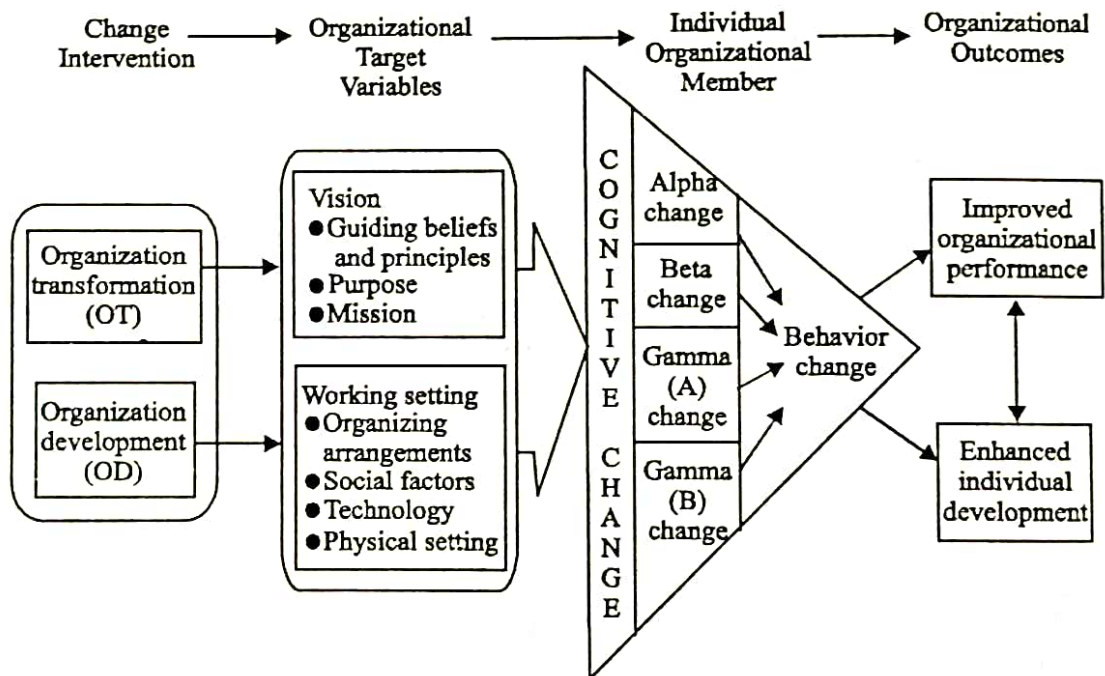 Change
Intervention
Organizational
Target
Variables
Individual
Organizational
Member
Organizational
Outcomes
Organization
transformation
(OT)
Organization
development
(OD)
Vision
●Guiding beliefs
and principles
●Purpose
●Mission
Working setting
●Organizing
arrangements
●Social factors
●Technology
●Physical setting
COGNITIVE CHANGE
Alpha
change
Beta
change
Gamma
(A)
change
Gamma
(B)
change
Behavior
change
Improved
organizational
performance
Enhanced
individual
development